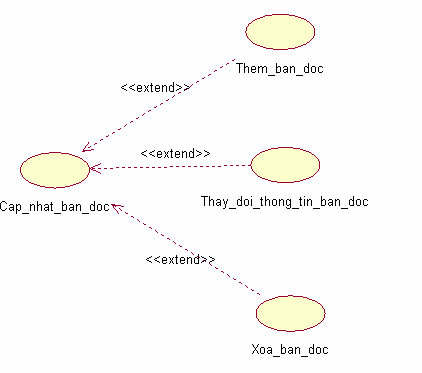 Them_ban_doc
<<extend>>
<<extend>>
Thay_doi_thong_tin_ban_doc
Cap_nhat_ban_doc
<<extend>>
Xoa_ban_doc